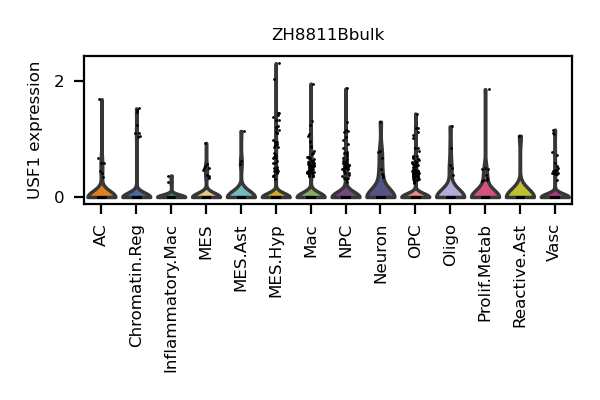 ZH8811Bbulk
USF1 expression
2
0
AC
Chromatin.Reg
Inflammatory.Mac
MES
MES.Ast
MES.Hyp
Mac
NPC
Neuron
OPC
Oligo
Prolif.Metab
Reactive.Ast
Vasc